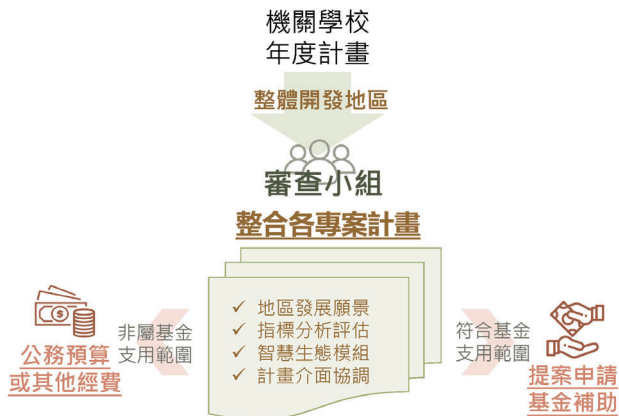 機關學校
年度計畫
整體開發地區
審查小組
整合各專案計畫
✓ 地區發展願景
✓ 指標分析評估
✓ 智慧生態模組
✓ 計畫介面協調
非屬基金
支用範圍
公務預算
或其他經費
符合基金
支用範圍
提案申請
基金補助